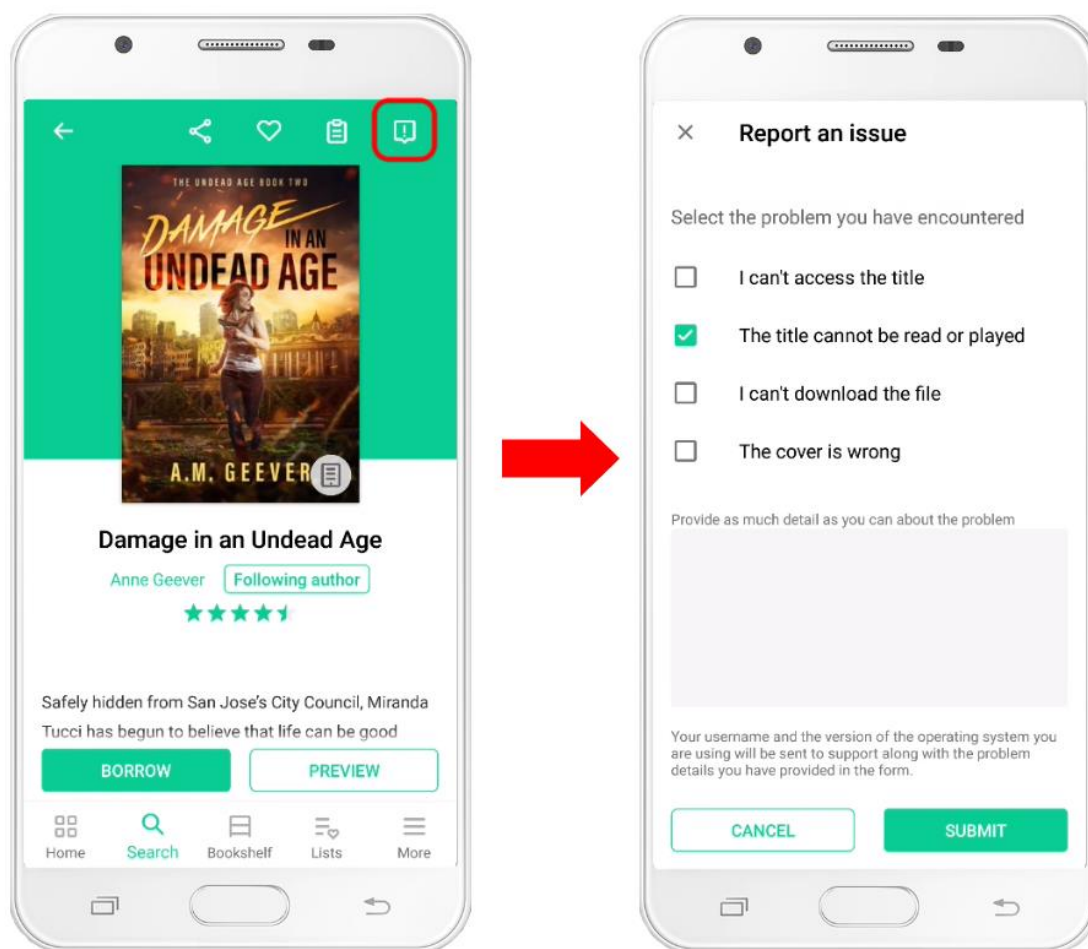 THE UNDEAD AGE BOOK TWO
DAMAGE
IN AN
UNDEAD AGE
A.M. GEEVER
Damage in an Undead Age
Anne Geever Following author
Safely hidden from San Jose's City Council, Miranda
Tucci has begun to believe that life can be good
BORROW PREVIEW
Home Search Bookshelf Lists More
Report an issue
Select the problem you have encountered
I can't access the title
The title cannot be read or played
I can't download the file
The cover is wrong
Provide as much detail as you can about the problem
Your username and the version of the operating system you
are using will be sent to support along with the problem
details you have provided in the form.
CANCEL SUBMIT